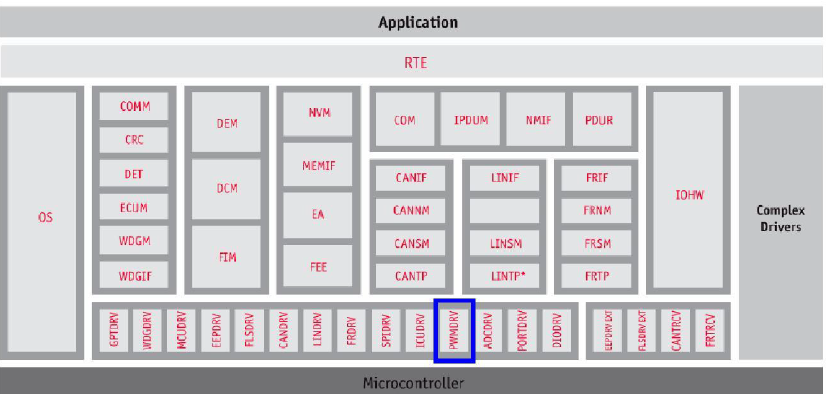 Application
RTE
OS
COMM
CRC
DET
ECUM
WDGM
WDGIF
DEM
DCM
FIM
NVM
MEMIF
EA
FEE
COM
IPDUM
NMIF
PDUR
CANIF
CANNM
CANSM
CANTP
LINIF
LINSM
LINTP*
FRIF
FRNM
FRSM
FRTP
IOHW
Complex
Drivers
GPTDRV
WDGDRV
MCUDRV
EEPDRV
FLSDRV
CANDRV
LINDRV
FRDRV
SPIDRV
ICUDRV
PWMDRV
ADCDRV
PORTDRV
DIODRV
EEPDRV EXT
FLSDRV EXT
CANTRCV
FRTRCV
Microcontroller